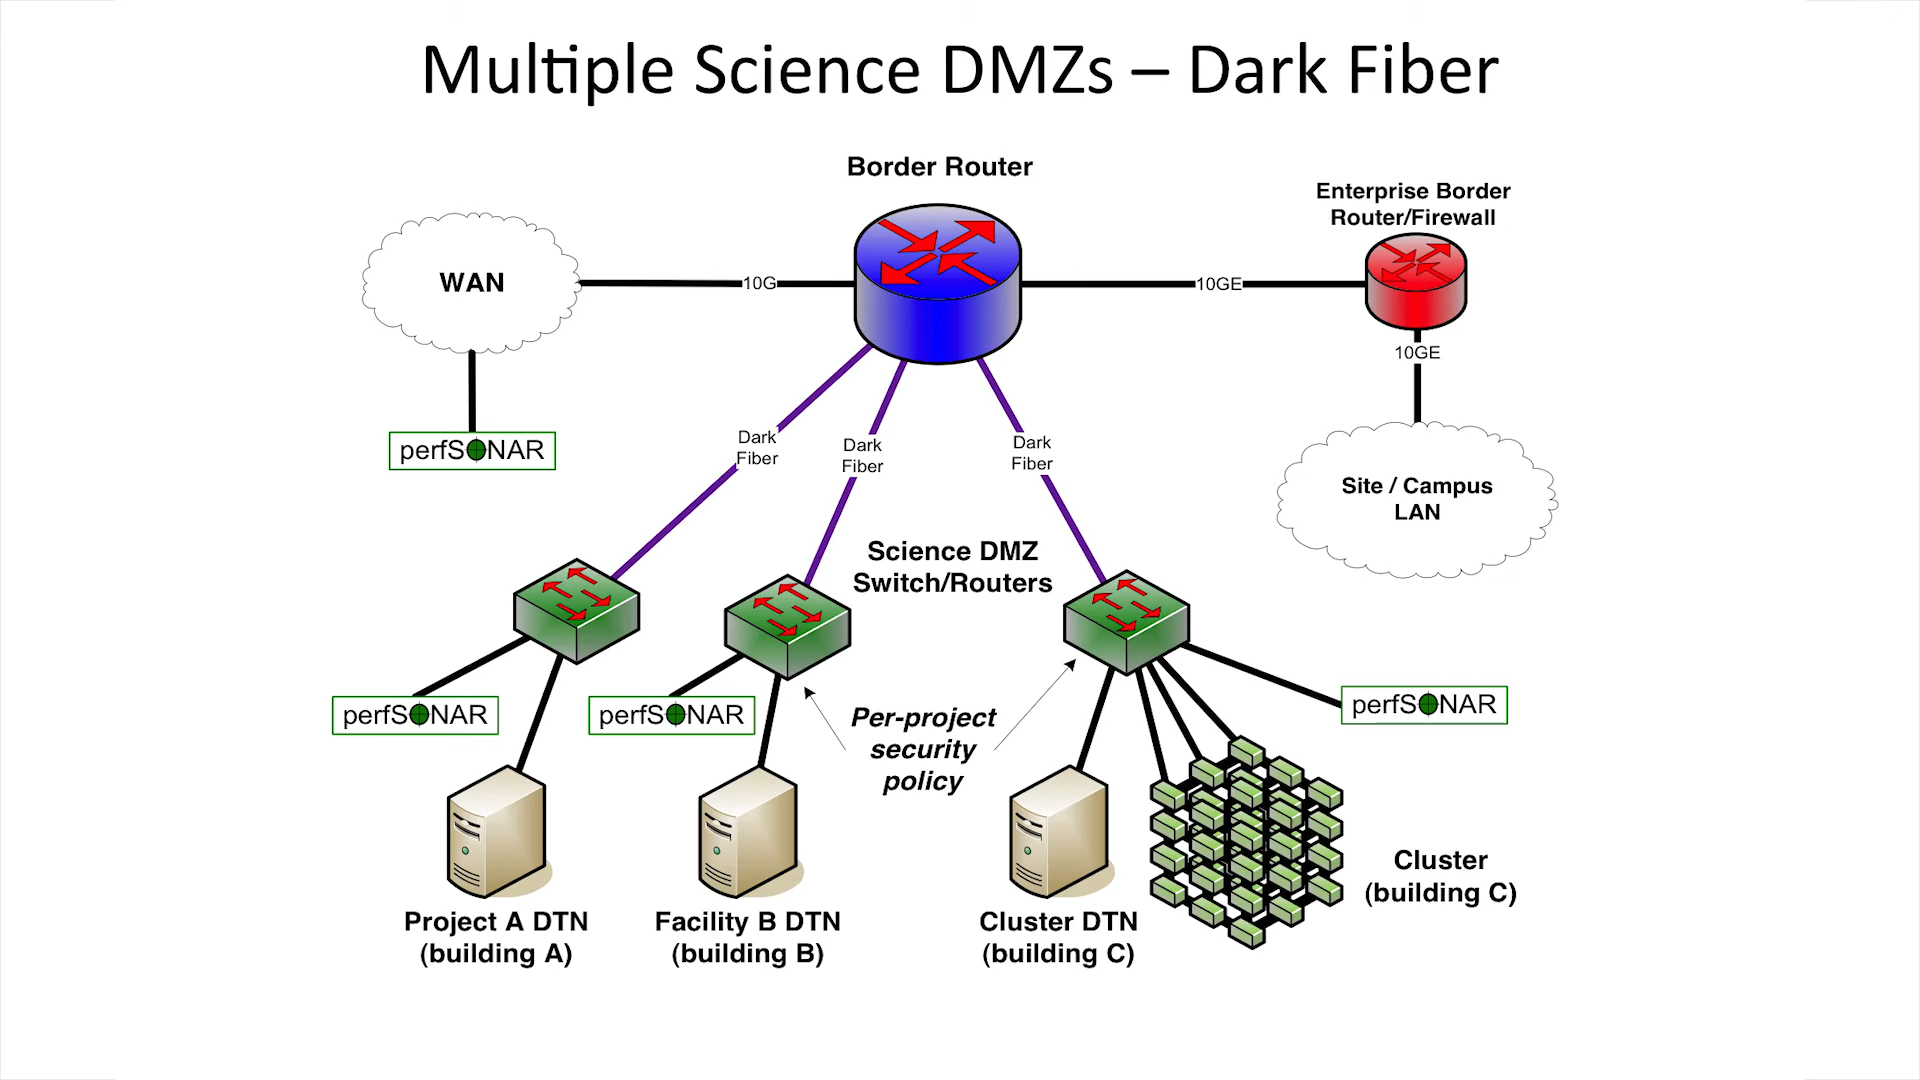 Multiple Science DMZs – Dark Fiber
Border Router
Enterprise Border
Router/Firewall
WAN
10G
10GE
10GE
perfSONAR
Dark
Fiber
Dark
Fiber
Dark
Fiber
Site / Campus
LAN
Science DMZ
Switch/Routers
perfSONAR
perfSONAR
Per-project
security
policy
perfSONAR
Project A DTN
(building A)
Facility B DTN
(building B)
Cluster DTN
(building C)
Cluster
(building C)